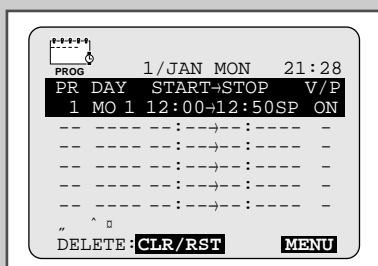 PROG 1/JAN MON 21:28
PR DAY START→STOP V/P
1 MO 1 12:00→12:50SP ON
-- ---- --:--→--:---- -
-- ---- --:--→--:---- -
-- ---- --:--→--:---- -
-- ---- --:--→--:---- -
-- ---- --:--→--:---- -
„ ˆ ¤
DELETE:CLR/RST MENU